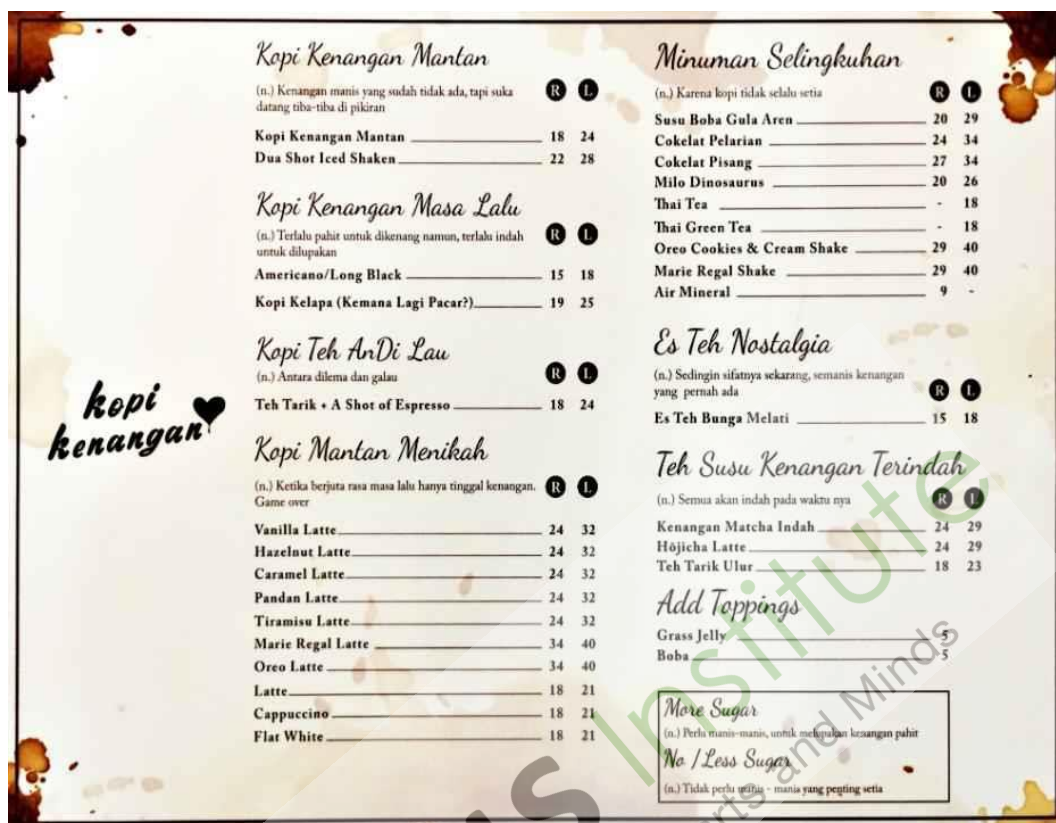 kopi
kenangan
Kopi Kenangan Mantan
(n.) Kenangan manis yang sudah tidak ada, tapi suka R L
datang tiba-tiba di pikiran
Kopi Kenangan Mantan 18 24
Dua Shot Iced Shaken 22 28
Kopi Kenangan Masa Lalu
(n.) Terlalu pahit untuk dikenang namun, terlalu indah R L
untuk dilupakan
Americano/Long Black 15 18
Kopi Kelapa (Kemana Lagi Pacar?) 19 25
Kopi Teh AnDi Lau
(n.) Antara dilema dan galau R L
Teh Tarik + A Shot of Espresso 18 24
Kopi Mantan Menikah
(n.) Ketika berjuta rasa masa lalu hanya tinggal kenangan. R L
Game over
Vanilla Latte 24 32
Hazelnut Latte 24 32
Caramel Latte 24 32
Pandan Latte 24 32
Tiramisu Latte 24 32
Marie Regal Latte 34 40
Oreo Latte 34 40
Latte 18 21
Cappuccino 18 21
Flat White 18 21
Minuman Selingkuhan
(n.) Karena kopi tidak selalu setia R L
Susu Boba Gula Aren 20 29
Cokelat Pelarian 24 34
Cokelat Pisang 27 34
Milo Dinosaurus 20 26
Thai Tea - 18
Thai Green Tea - 18
Oreo Cookies & Cream Shake 29 40
Marie Regal Shake 29 40
Air Mineral 9 -
Es Teh Nostalgia
(n.) Sedingin sifatnya sekarang, semanis kenangan
yang pernah ada R L
Es Teh Bunga Melati 15 18
Teh Susu Kenangan Terindah
(n.) Semua akan indah pada waktu nya R L
Kenangan Matcha Indah 24 29
Hōjicha Latte 24 29
Teh Tarik Ulur 18 23
Add Toppings
Grass Jelly 5
Boba 5
More Sugar
(n.) Perlu manis-manis, untuk melupakan kenangan pahit
No / Less Sugar
(n.) Tidak perlu manis - manis yang penting setia
s Institute
rts and Minds